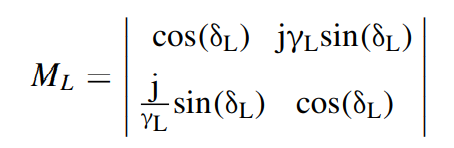 M_L = | cos(δ_L)   jγ_L sin(δ_L) |
| j/γ_L sin(δ_L)   cos(δ_L) |